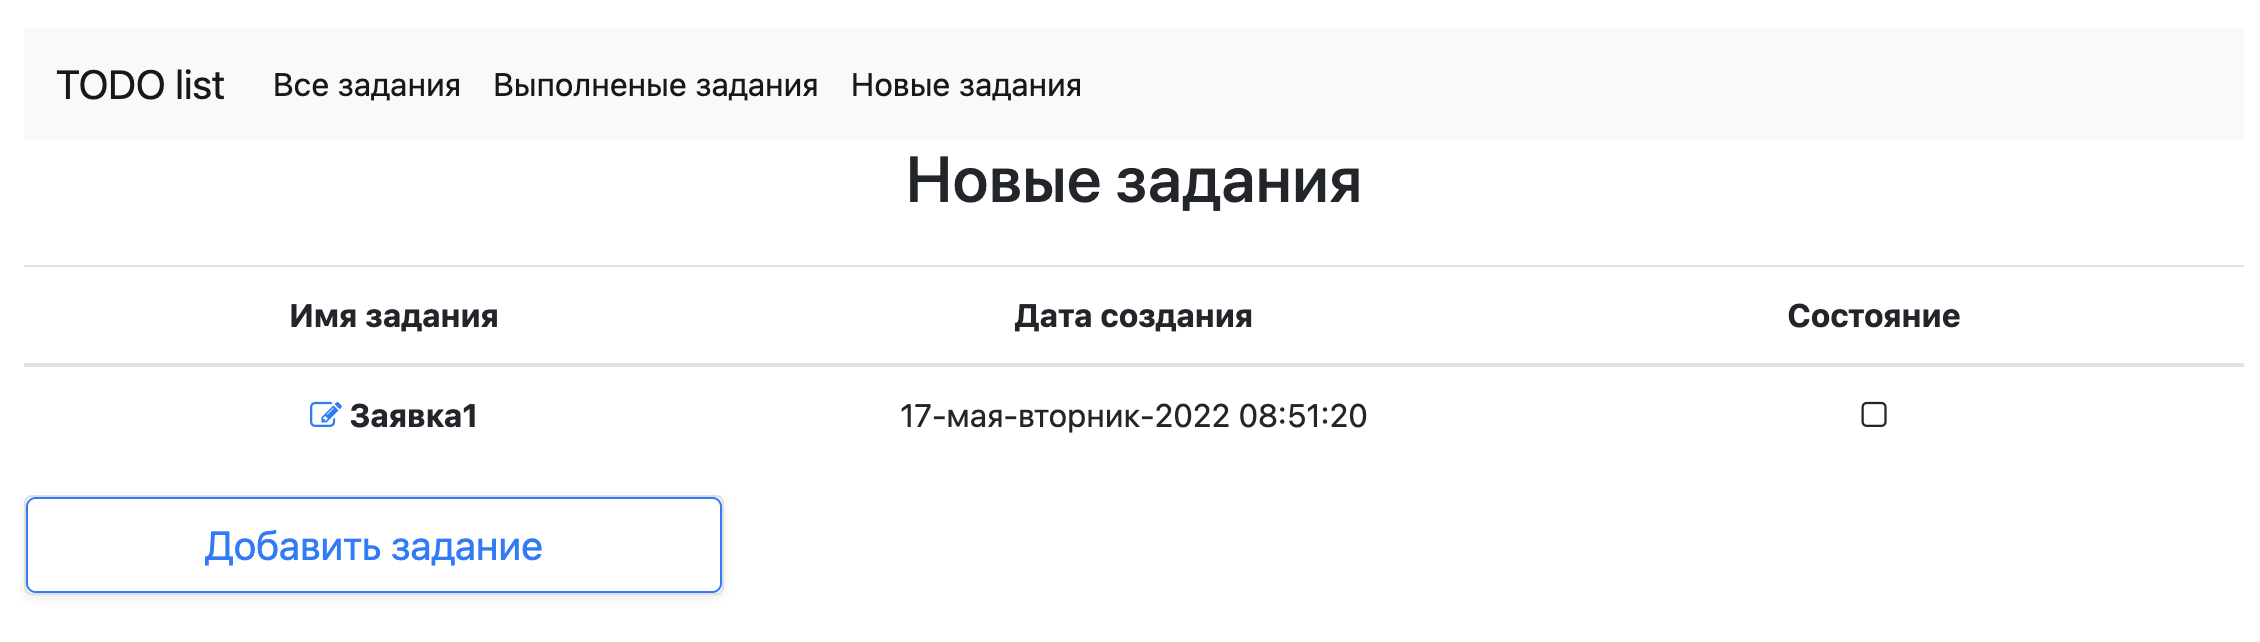 TODO list Все задания Выполненые задания Новые задания
Новые задания
Имя задания Дата создания Состояние
Заявка1 17-мая-вторник-2022 08:51:20
Добавить задание